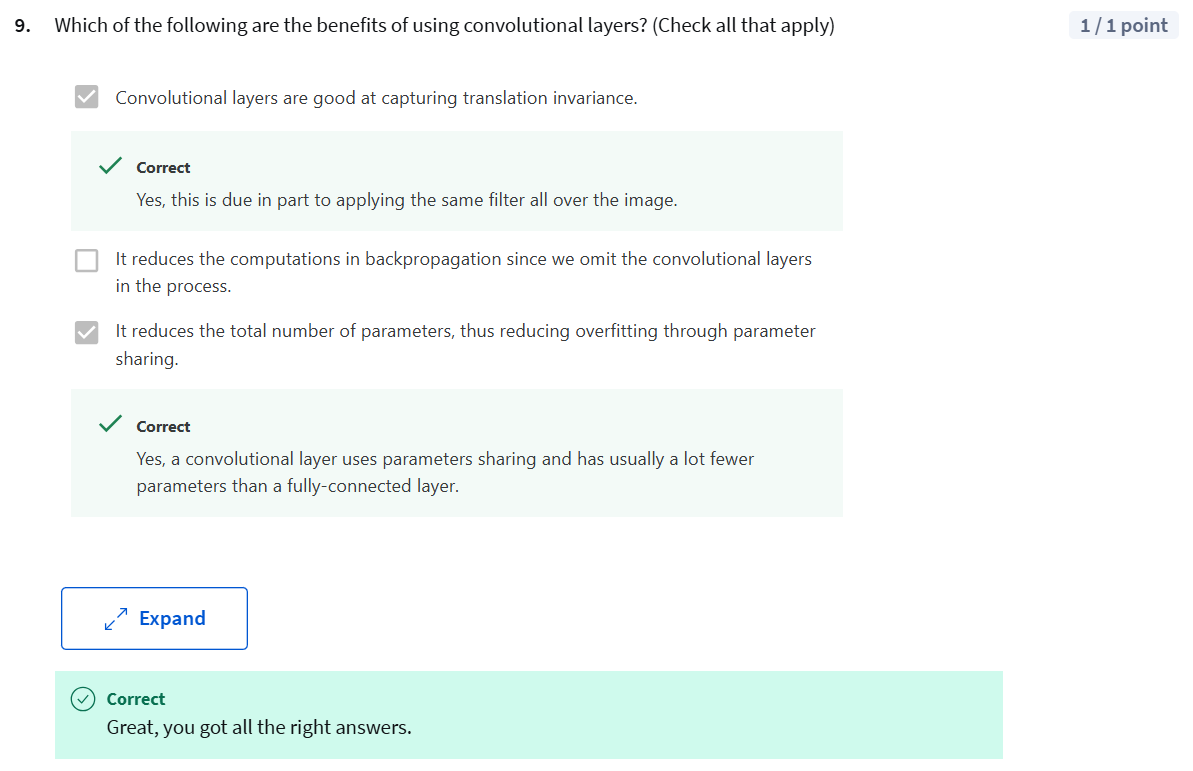 9. Which of the following are the benefits of using convolutional layers? (Check all that apply) 1 / 1 point
Convolutional layers are good at capturing translation invariance.
Correct
Yes, this is due in part to applying the same filter all over the image.
It reduces the computations in backpropagation since we omit the convolutional layers
in the process.
It reduces the total number of parameters, thus reducing overfitting through parameter
sharing.
Correct
Yes, a convolutional layer uses parameters sharing and has usually a lot fewer
parameters than a fully-connected layer.
Expand
Correct
Great, you got all the right answers.